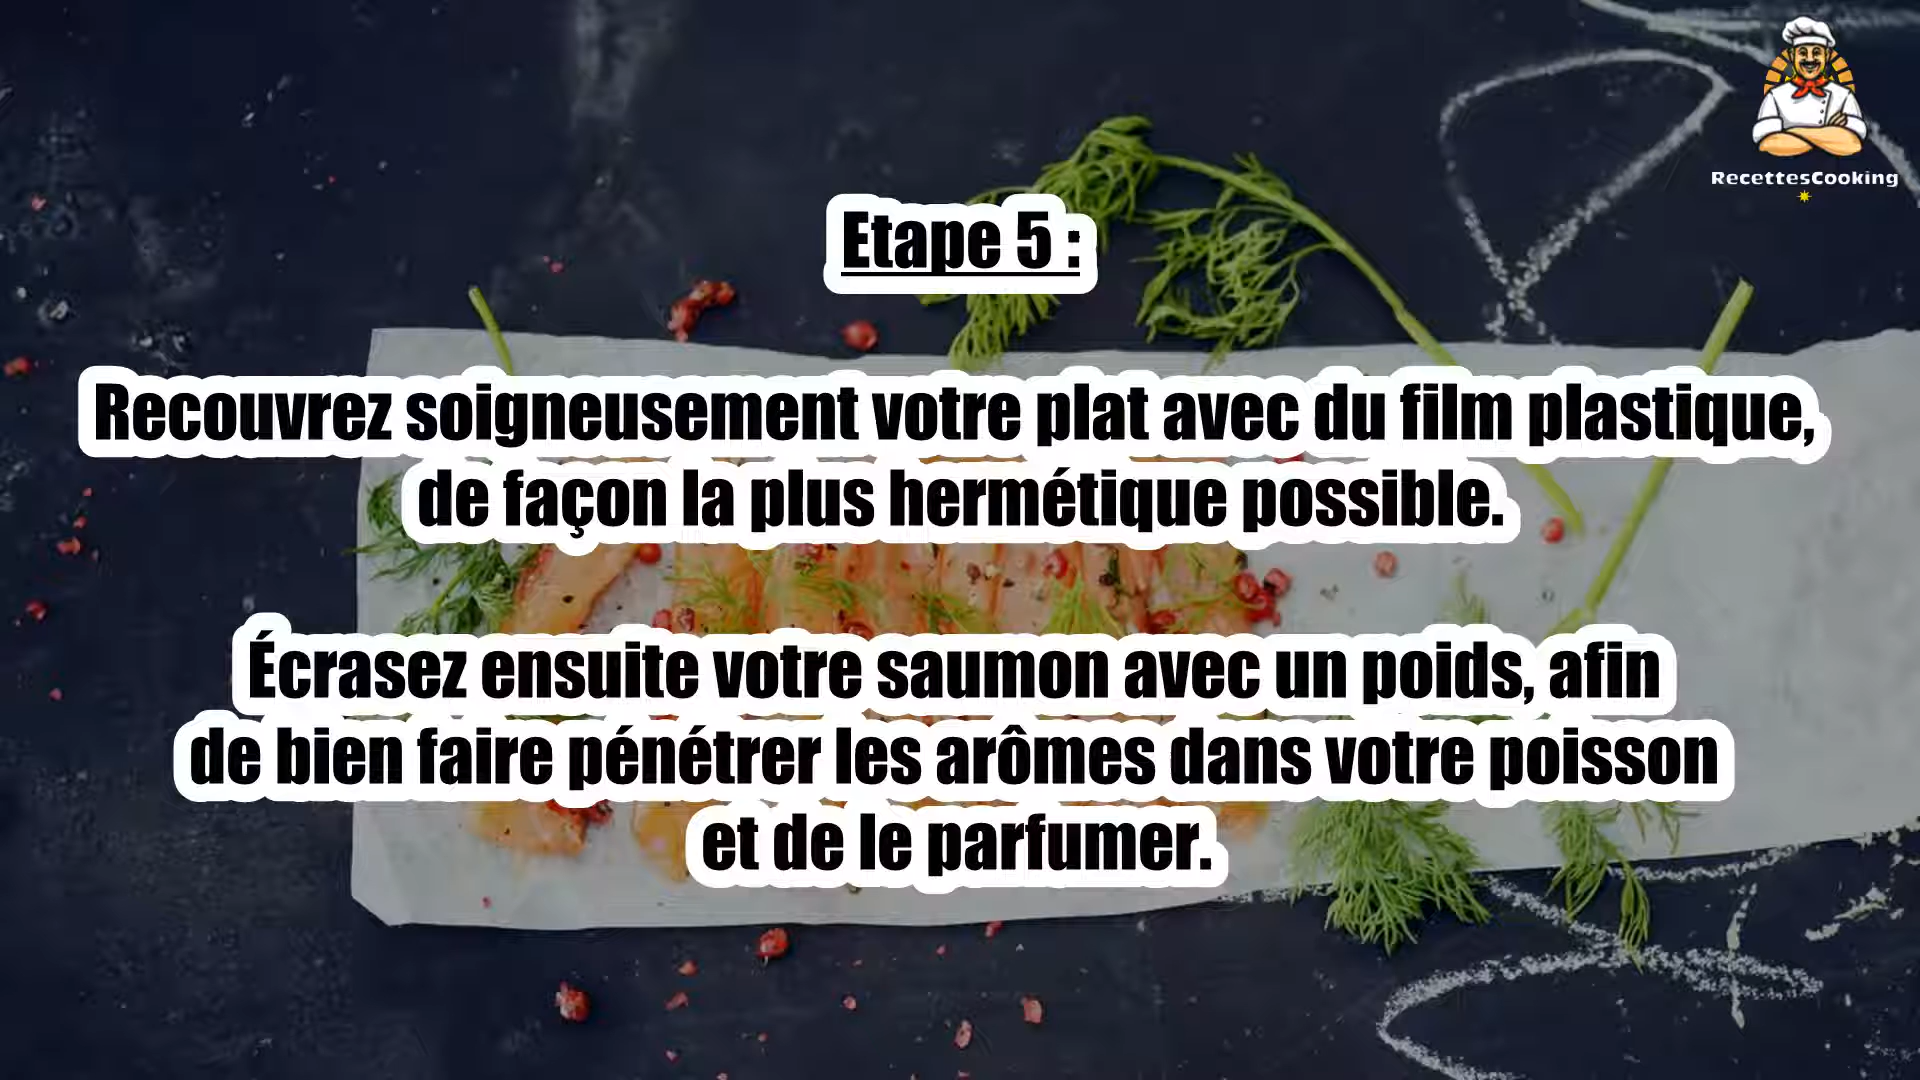 RecettesCooking
Etape 5 :
Recouvrez soigneusement votre plat avec du film plastique,
de façon la plus hermétique possible.
Écrasez ensuite votre saumon avec un poids, afin
de bien faire pénétrer les arômes dans votre poisson
et de le parfumer.